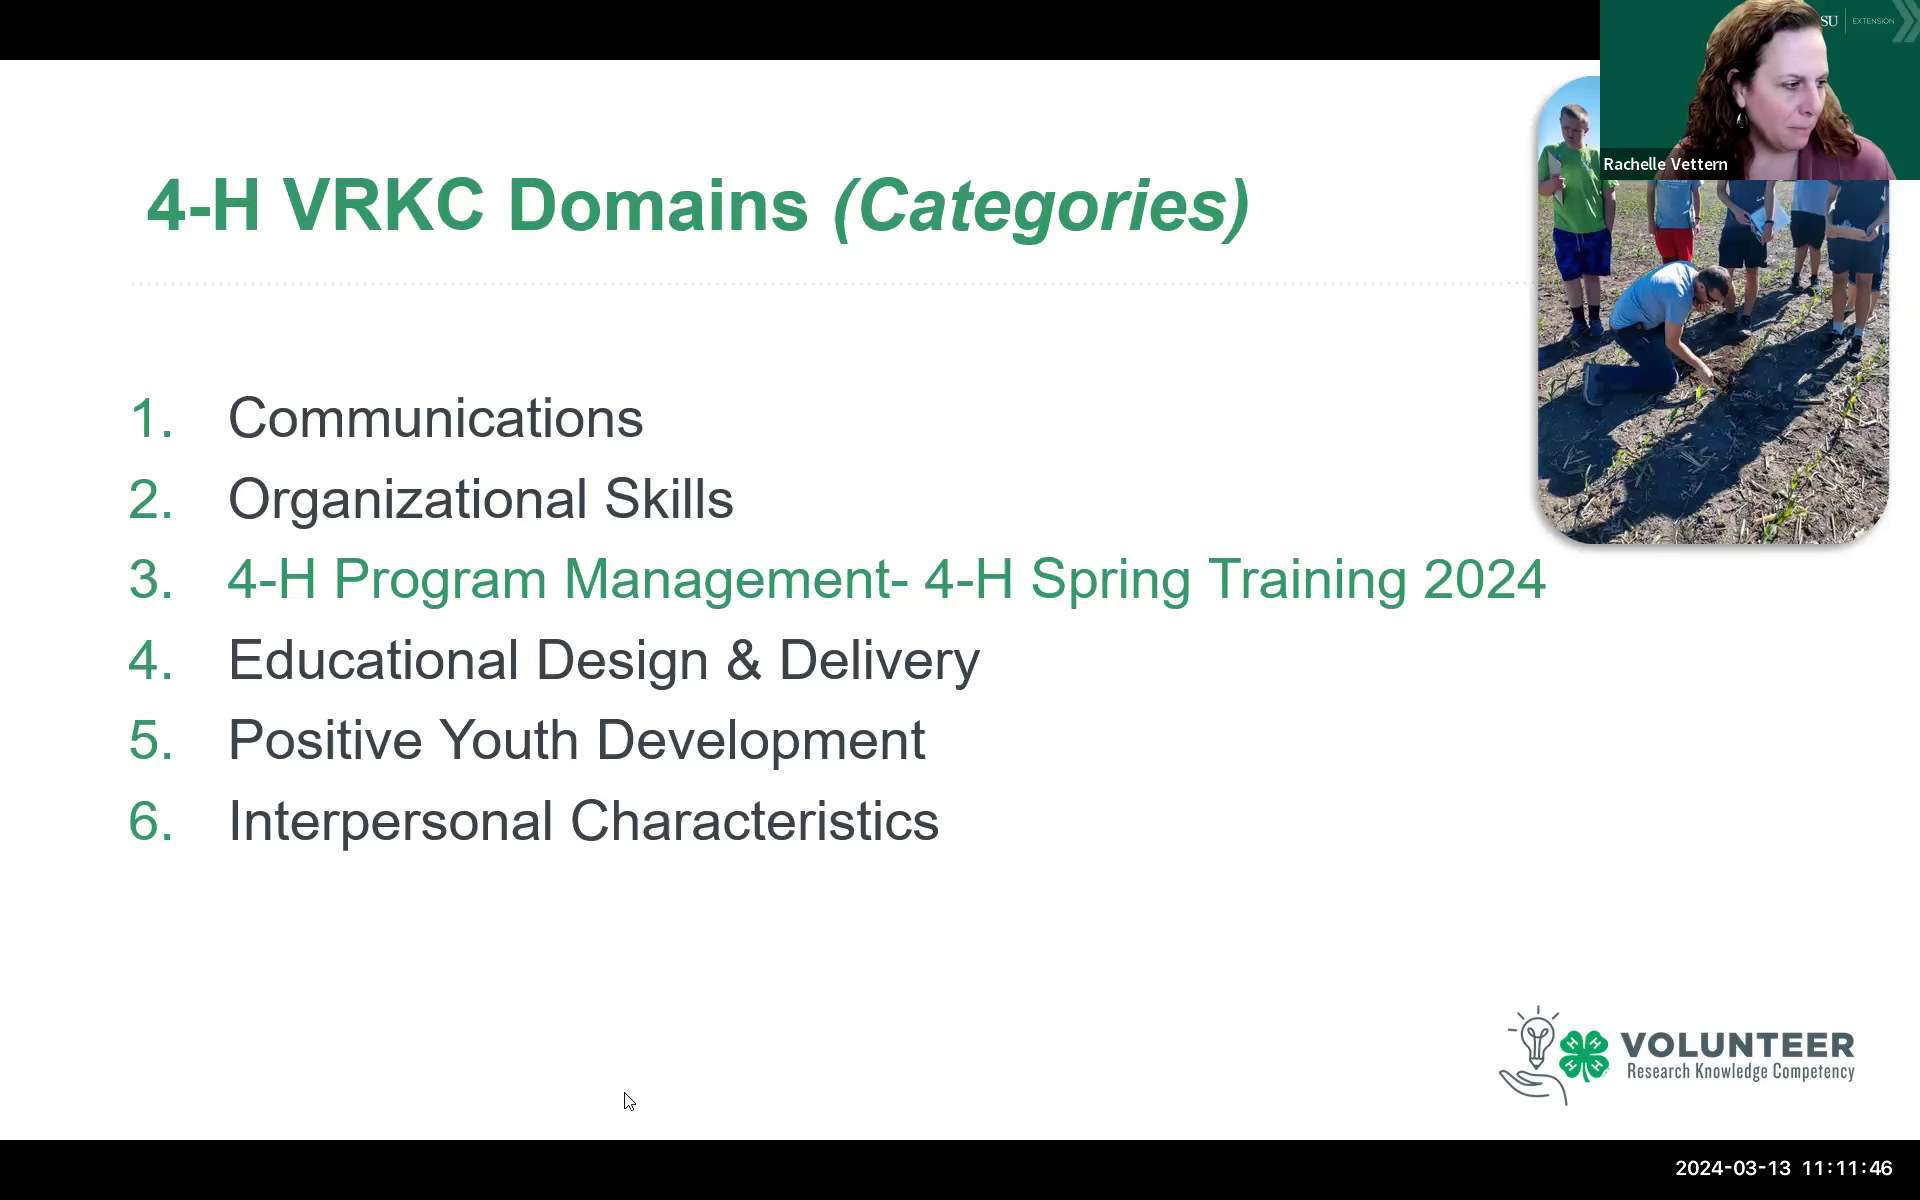 SU | EXTENSION
Rachelle Vettern
4-H VRKC Domains (Categories)
1. Communications
2. Organizational Skills
3. 4-H Program Management- 4-H Spring Training 2024
4. Educational Design & Delivery
5. Positive Youth Development
6. Interpersonal Characteristics
H H H H
VOLUNTEER
Research Knowledge Competency
2024-03-13 11:11:46